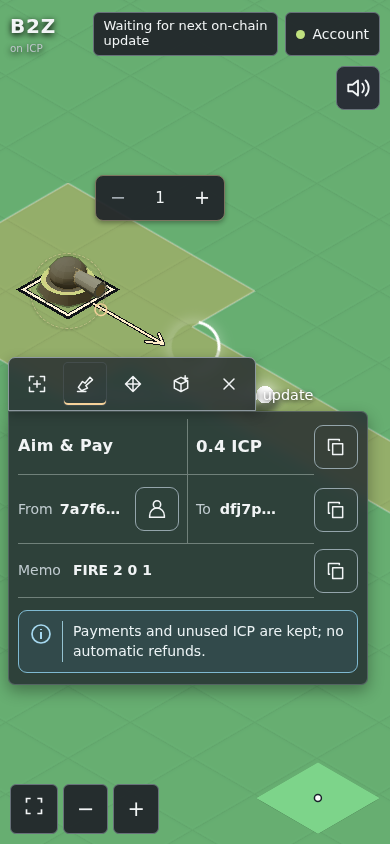 B2Z
on ICP
Waiting for next on-chain
update
Account
1
update
Aim & Pay
0.4 ICP
From 7a7f6...
To dfj7p...
Memo FIRE 2 0 1
Payments and unused ICP are kept; no
automatic refunds.